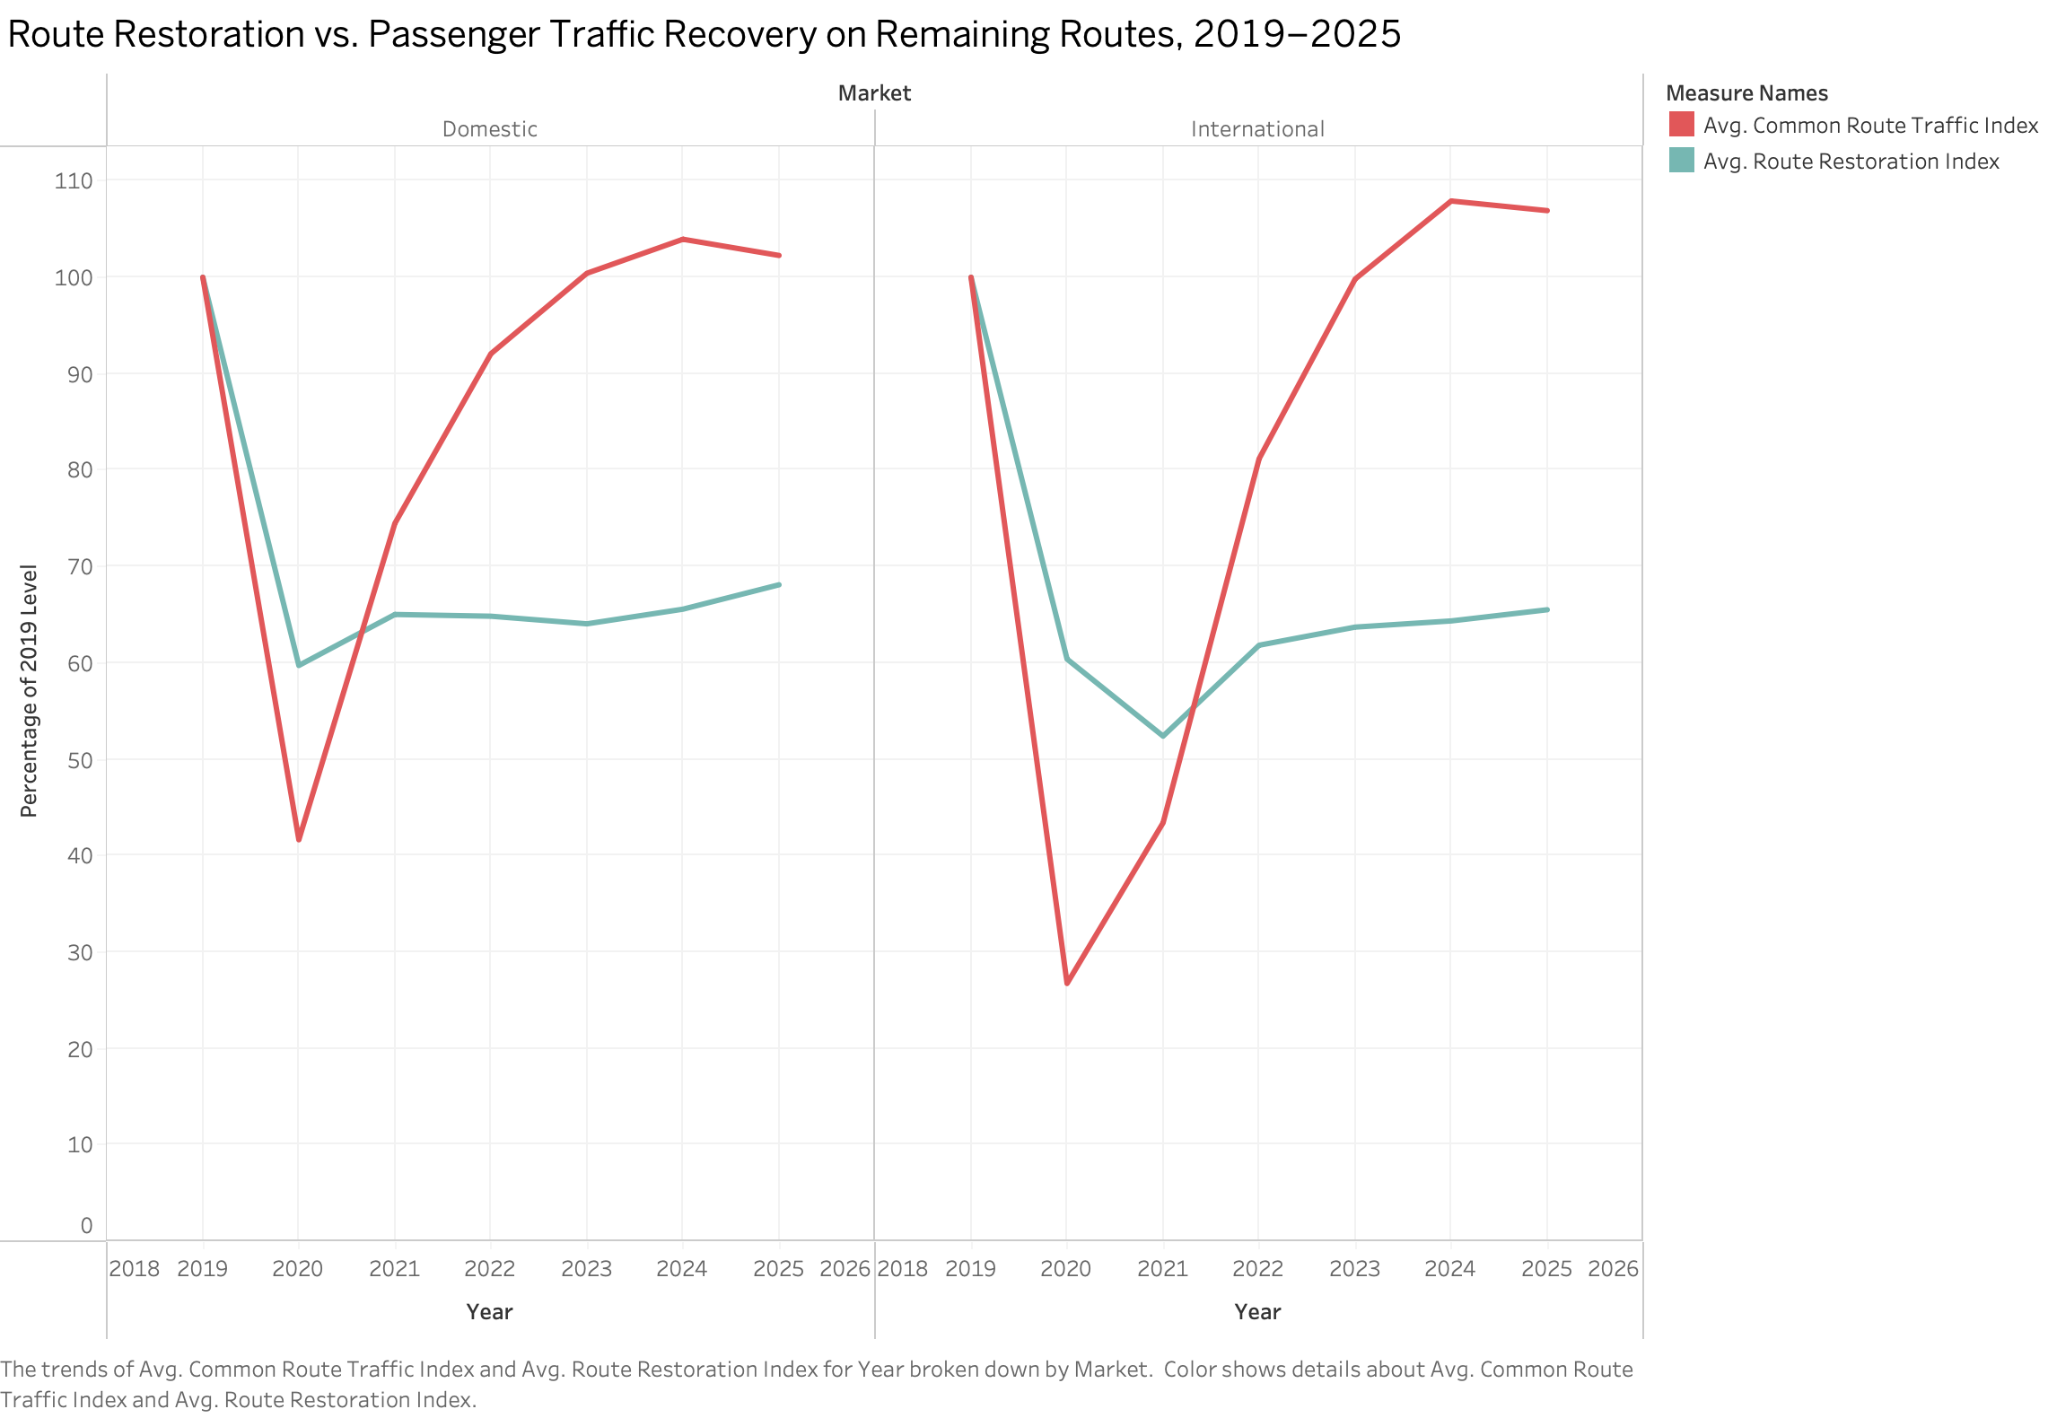 Route Restoration vs. Passenger Traffic Recovery on Remaining Routes, 2019–2025
Market
Domestic
International
Measure Names
Avg. Common Route Traffic Index
Avg. Route Restoration Index
Percentage of 2019 Level
110
100
90
80
70
60
50
40
30
20
10
0
2018 2019 2020 2021 2022 2023 2024 2025 2026
2018 2019 2020 2021 2022 2023 2024 2025 2026
Year
Year
The trends of Avg. Common Route Traffic Index and Avg. Route Restoration Index for Year broken down by Market.  Color shows details about Avg. Common Route
Traffic Index and Avg. Route Restoration Index.